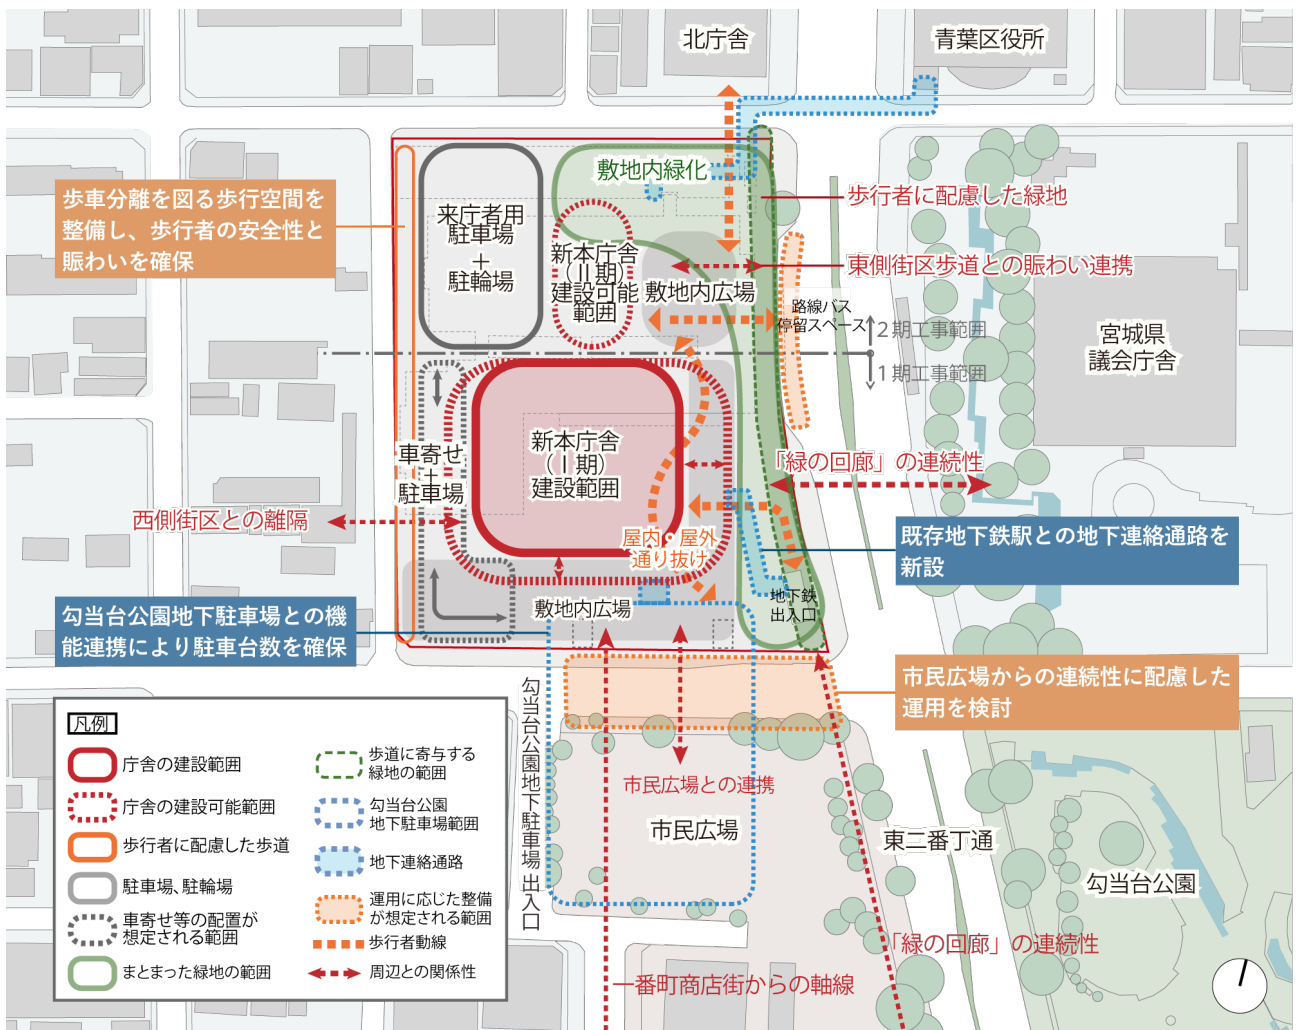 北庁舎
青葉区役所
歩車分離を図る歩行空間を
整備し、歩行者の安全性と
賑わいを確保
敷地内緑化
歩行者に配慮した緑地
来庁者用
駐車場
＋
駐輪場
新本庁舎
（Ⅱ期）
建設可能
範囲
敷地内広場
東側街区歩道との賑わい連携
路線バス
停留スペース
2期工事範囲
1期工事範囲
宮城県
議会庁舎
車寄せ
＋
駐車場
新本庁舎
（Ⅰ期）
建設範囲
「緑の回廊」の連続性
西側街区との離隔
屋内・屋外
通り抜け
既存地下鉄駅との地下連絡通路を
新設
地下鉄
出入口
敷地内広場
勾当台公園地下駐車場との機
能連携により駐車台数を確保
市民広場からの連続性に配慮した
運用を検討
勾当台公園地下駐車場 出入口
市民広場との連携
市民広場
東二番丁通
勾当台公園
「緑の回廊」の連続性
一番町商店街からの軸線
凡例
庁舎の建設範囲
庁舎の建設可能範囲
歩行者に配慮した歩道
駐車場、駐輪場
車寄せ等の配置が
想定される範囲
まとまった緑地の範囲
歩道に寄与する
緑地の範囲
勾当台公園
地下駐車場範囲
地下連絡通路
運用に応じた整備
が想定される範囲
歩行者動線
周辺との関係性